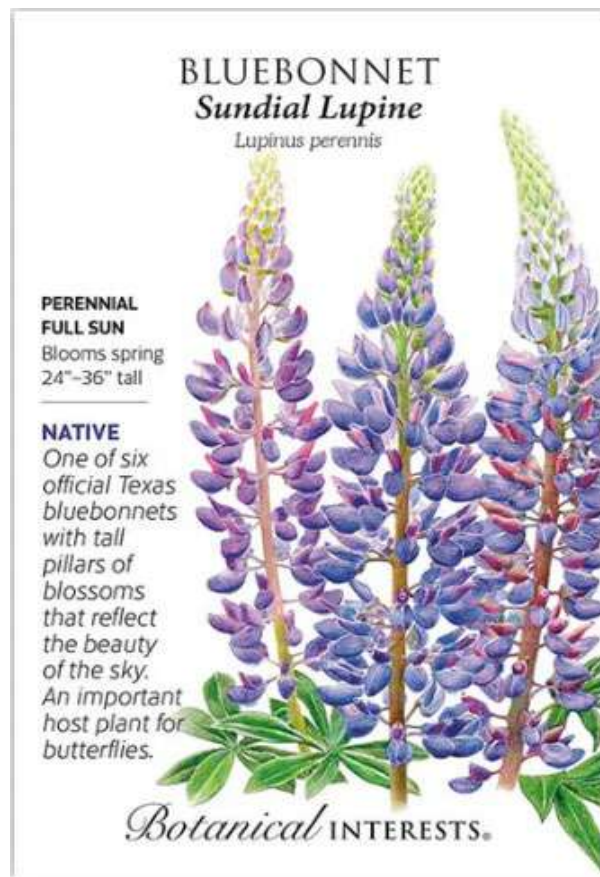 BLUEBONNET
Sundial Lupine
Lupinus perennis
PERENNIAL
FULL SUN
Blooms spring
24"–36" tall
NATIVE
One of six
official Texas
bluebonnets
with tall
pillars of
blossoms
that reflect
the beauty
of the sky.
An important
host plant for
butterflies.
Botanical INTERESTS®